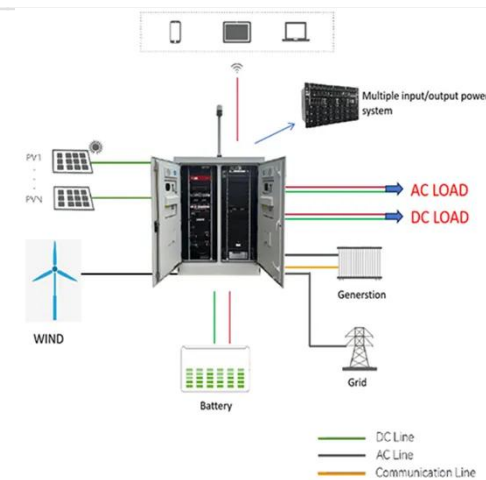 Multiple input/output power
system
PV1
PVN
AC LOAD
DC LOAD
WIND
Generstion
Grid
Battery
DC Line
AC Line
Communication Line